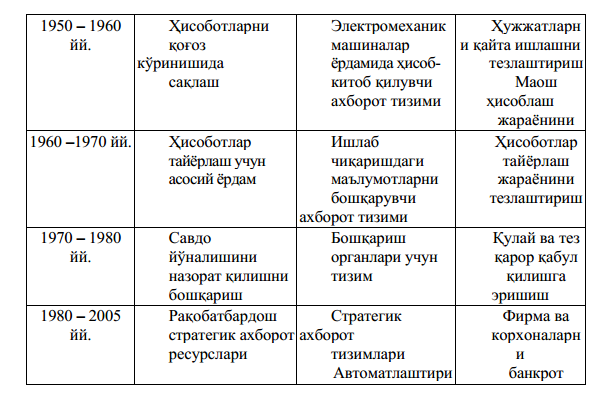 1950 – 1960
йй.
Ҳисоботларни
қоғоз
кўринишида
сақлаш
Электромеханик
машиналар
ёрдамида ҳисоб-
китоб қилувчи
ахборот тизими
Ҳужжатларн
и қайта ишлашни
тезлаштириш
Маош
ҳисоблаш
жараёнини
1960 –1970 йй.
Ҳисоботлар
тайёрлаш учун
асосий ёрдам
Ишлаб
чиқаришдаги
маълумотларни
бошқарувчи
ахборот тизими
Ҳисоботлар
тайёрлаш
жараёнини
тезлаштириш
1970 – 1980
йй.
Савдо
йўналишини
назорат қилишни
бошқариш
Бошқариш
органлари учун
тизим
Қулай ва тез
қарор қабул
қилишга
эришиш
1980 – 2005
йй.
Рақобатбардош
стратегик ахборот
ресурслари
Стратегик
ахборот
тизимлари
Автоматлаштири
Фирма ва
корхоналарн
и
банкрот